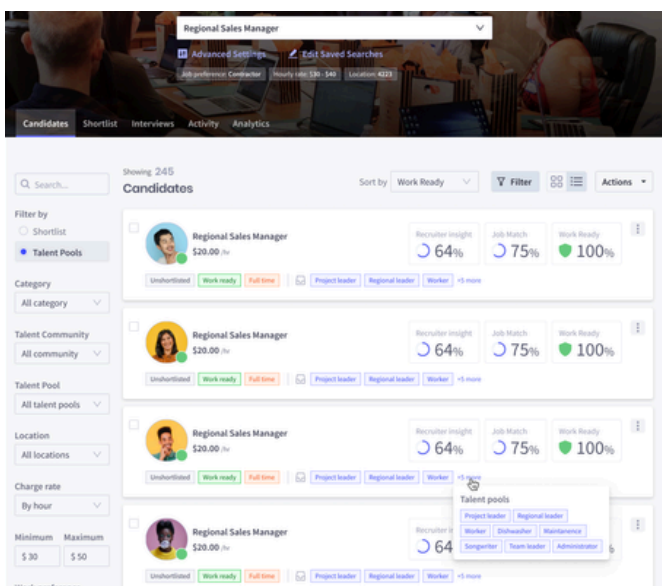 Regional Sales Manager
Advanced Settings Edit Saved Searches
Job preference: Contractor Hourly rate: $30 - $40 Location: 4223
Candidates Shortlist Interviews Activity Analytics
Showing 245
Candidates
Sort by Work Ready Filter Actions
Search...
Filter by
Shortlist
Talent Pools
Category
All category
Talent Community
All community
Talent Pool
All talent pools
Location
All locations
Charge rate
By hour
Minimum Maximum
$ 30 $ 50
Regional Sales Manager
$20.00 /hr
Recruiter insight Job Match Work Ready
64% 75% 100%
Unshortlisted Work ready Full time Project leader Regional leader Worker +5 more
Regional Sales Manager
$20.00 /hr
Recruiter insight Job Match Work Ready
64% 75% 100%
Unshortlisted Work ready Full time Project leader Regional leader Worker +5 more
Regional Sales Manager
$20.00 /hr
Recruiter insight Job Match Work Ready
64% 75% 100%
Unshortlisted Work ready Full time Project leader Regional leader Worker +5 more
Talent pools
Project leader Regional leader
Worker Dishwasher Maintanence
Songwriter Team leader Administrator
Regional Sales Manager
$20.00 /hr
64
%
Unshortlisted Work ready Full time Project leader Regional leader Worker +5 more